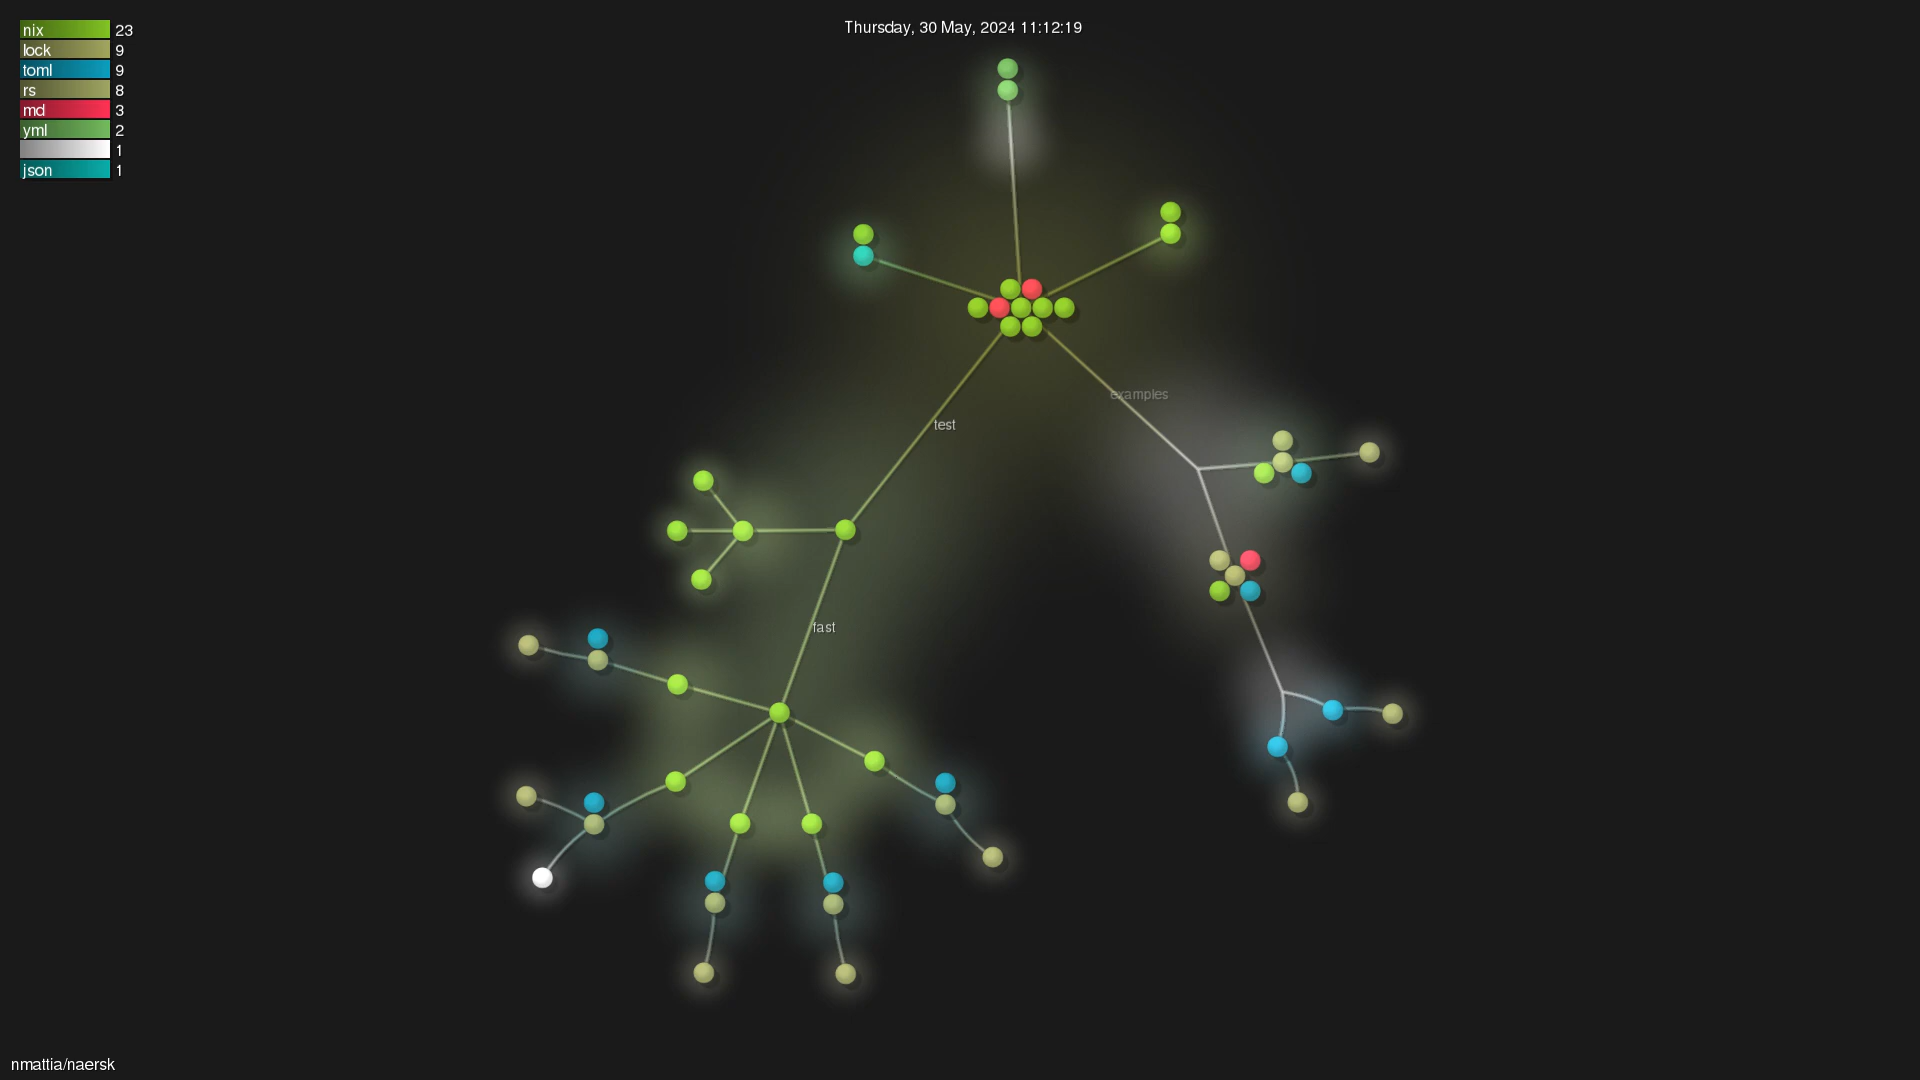 Thursday, 30 May, 2024 11:12:19
nix 23
lock 9
toml 9
rs 8
md 3
yml 2
1
json 1
examples
test
fast
nmattia/naersk